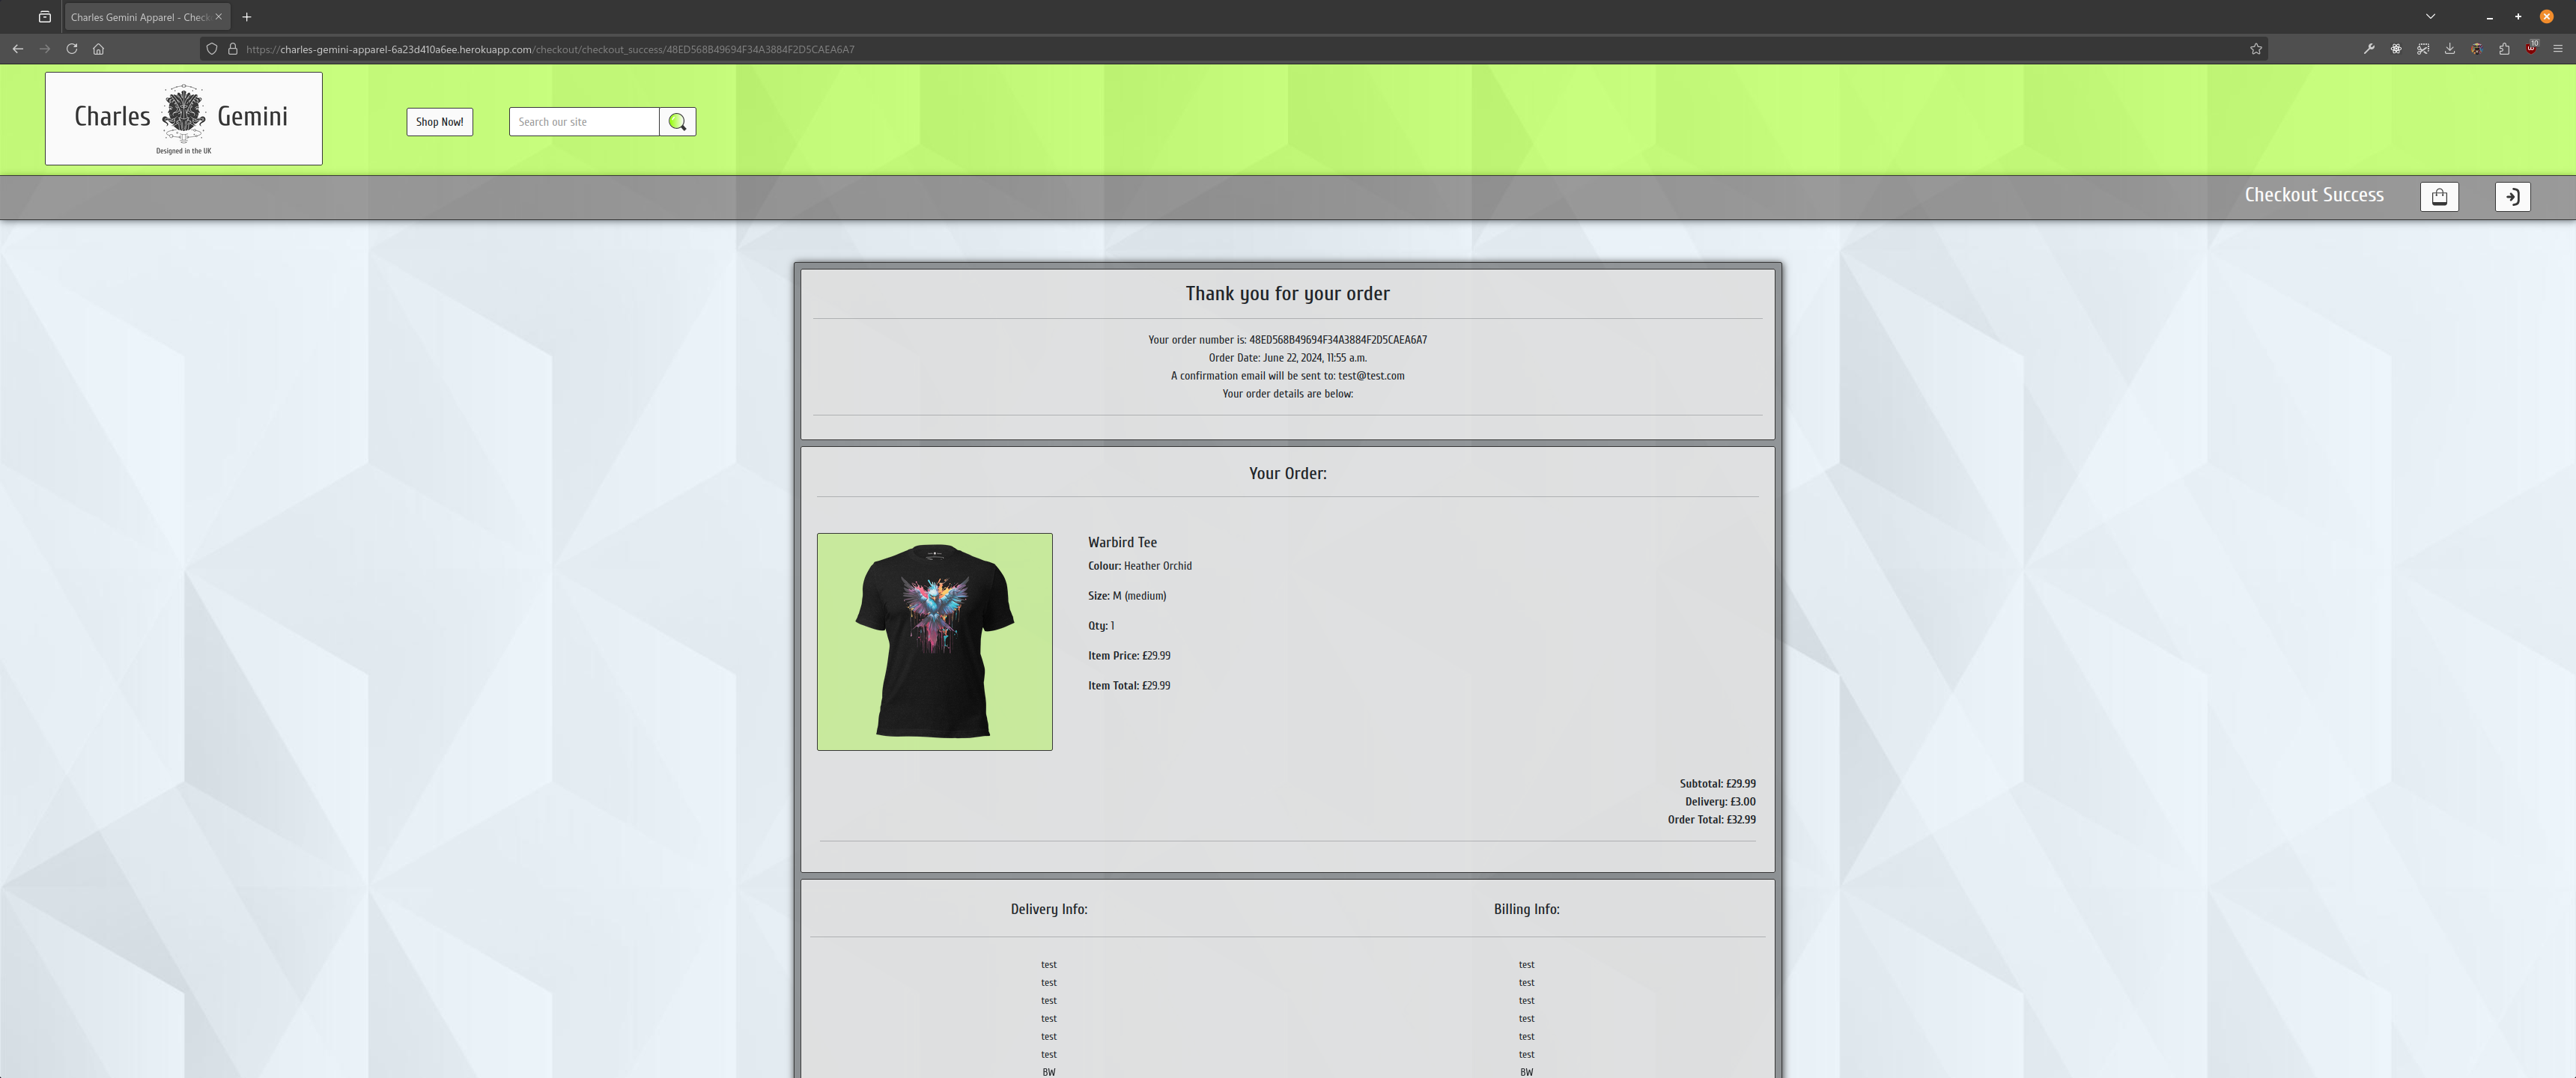 Charles Gemini Apparel - Check
https://charles-gemini-apparel-6a23d410a6ee.herokuapp.com/checkout/checkout_success/48ED568B49694F34A3884F2D5CAEA6A7
10
Charles Gemini
Designed in the UK
Shop Now!
Search our site
Checkout Success
Thank you for your order
Your order number is: 48ED568B49694F34A3884F2D5CAEA6A7
Order Date: June 22, 2024, 11:55 a.m.
A confirmation email will be sent to: test@test.com
Your order details are below:
Your Order:
Warbird Tee
Colour: Heather Orchid
Size: M (medium)
Qty: 1
Item Price: £29.99
Item Total: £29.99
Subtotal: £29.99
Delivery: £3.00
Order Total: £32.99
Delivery Info:
test
test
test
test
test
test
BW
Billing Info:
test
test
test
test
test
test
BW